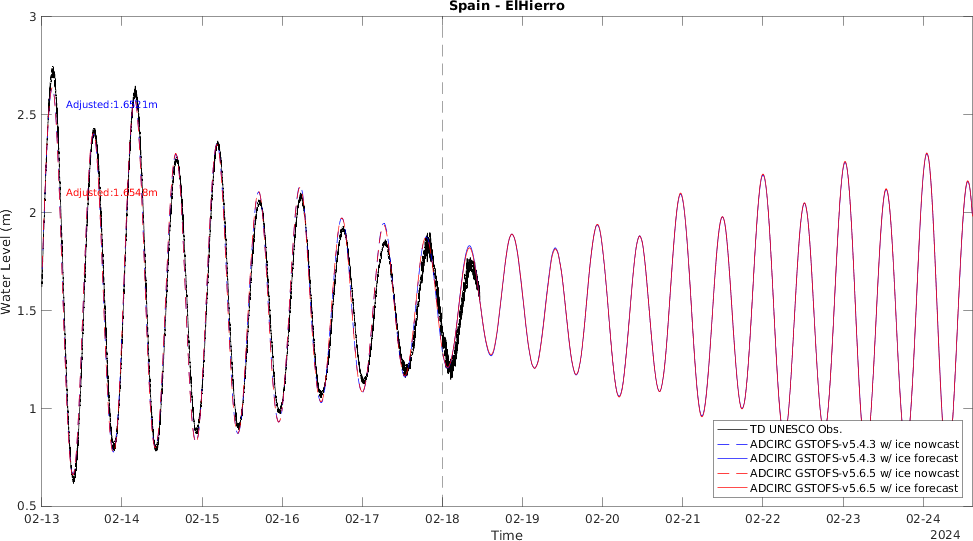 Spain - ElHierro
3
2.5
2
1.5
1
0.5
Water Level (m)
Adjusted:1.6521m
Adjusted:1.6548m
TD UNESCO Obs.
ADCIRC GSTOFS-v5.4.3 w/ ice nowcast
ADCIRC GSTOFS-v5.4.3 w/ ice forecast
ADCIRC GSTOFS-v5.6.5 w/ ice nowcast
ADCIRC GSTOFS-v5.6.5 w/ ice forecast
02-13 02-14 02-15 02-16 02-17 02-18 02-19 02-20 02-21 02-22 02-23 02-24
Time
2024